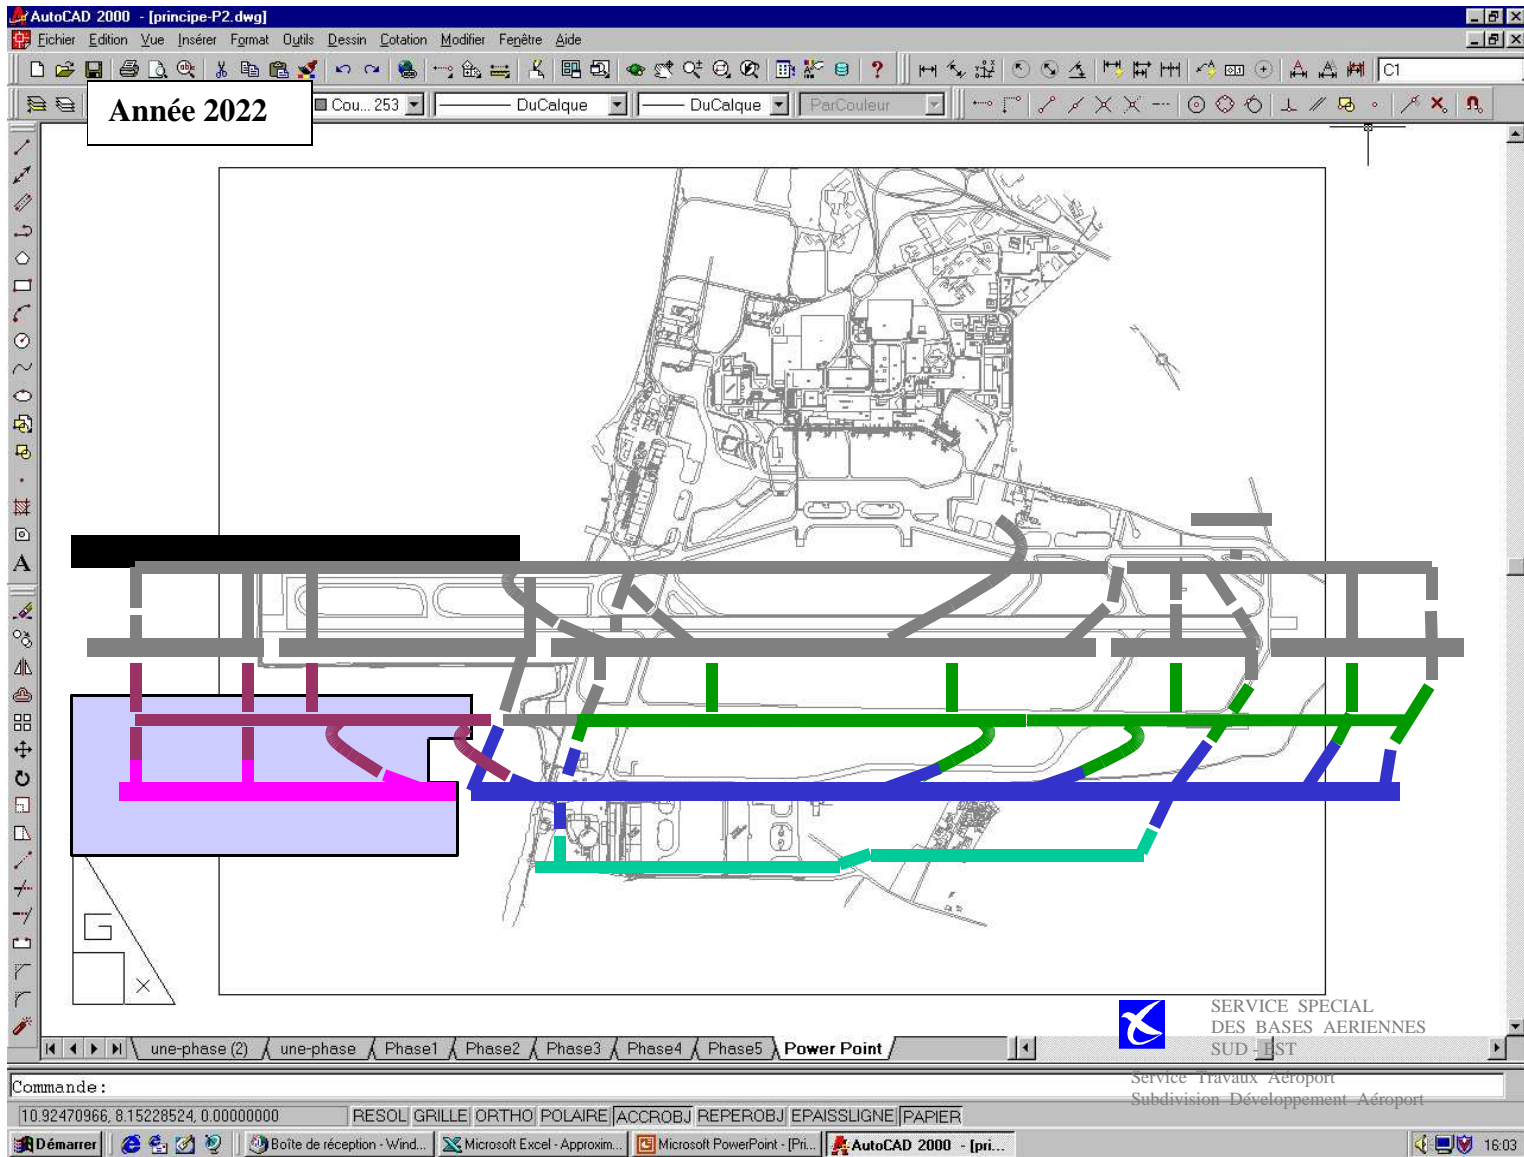 AutoCAD 2000 - [principe-P2.dwg]
Fichier Edition Vue Insérer Format Outils Dessin Cotation Modifier Fenêtre Aide
C1
Année 2022
Cou... 253
DuCalque
DuCalque
ParCouleur
A
N
G
SERVICE SPECIAL
DES BASES AERIENNES
SUD - EST
Service Travaux Aéroport
Subdivision Développement Aéroport
une-phase (2) une-phase Phase1 Phase2 Phase3 Phase4 Phase5 Power Point
Commande:
10.92470966, 8.15228524, 0.00000000 RESOL GRILLE ORTHO POLAIRE ACCROBJ REPEROBJ EPAISSLIGNE PAPIER
Démarrer Boîte de réception - Wind... Microsoft Excel - Approxim... Microsoft PowerPoint - [Pri... AutoCAD 2000 - [pri... 16:03